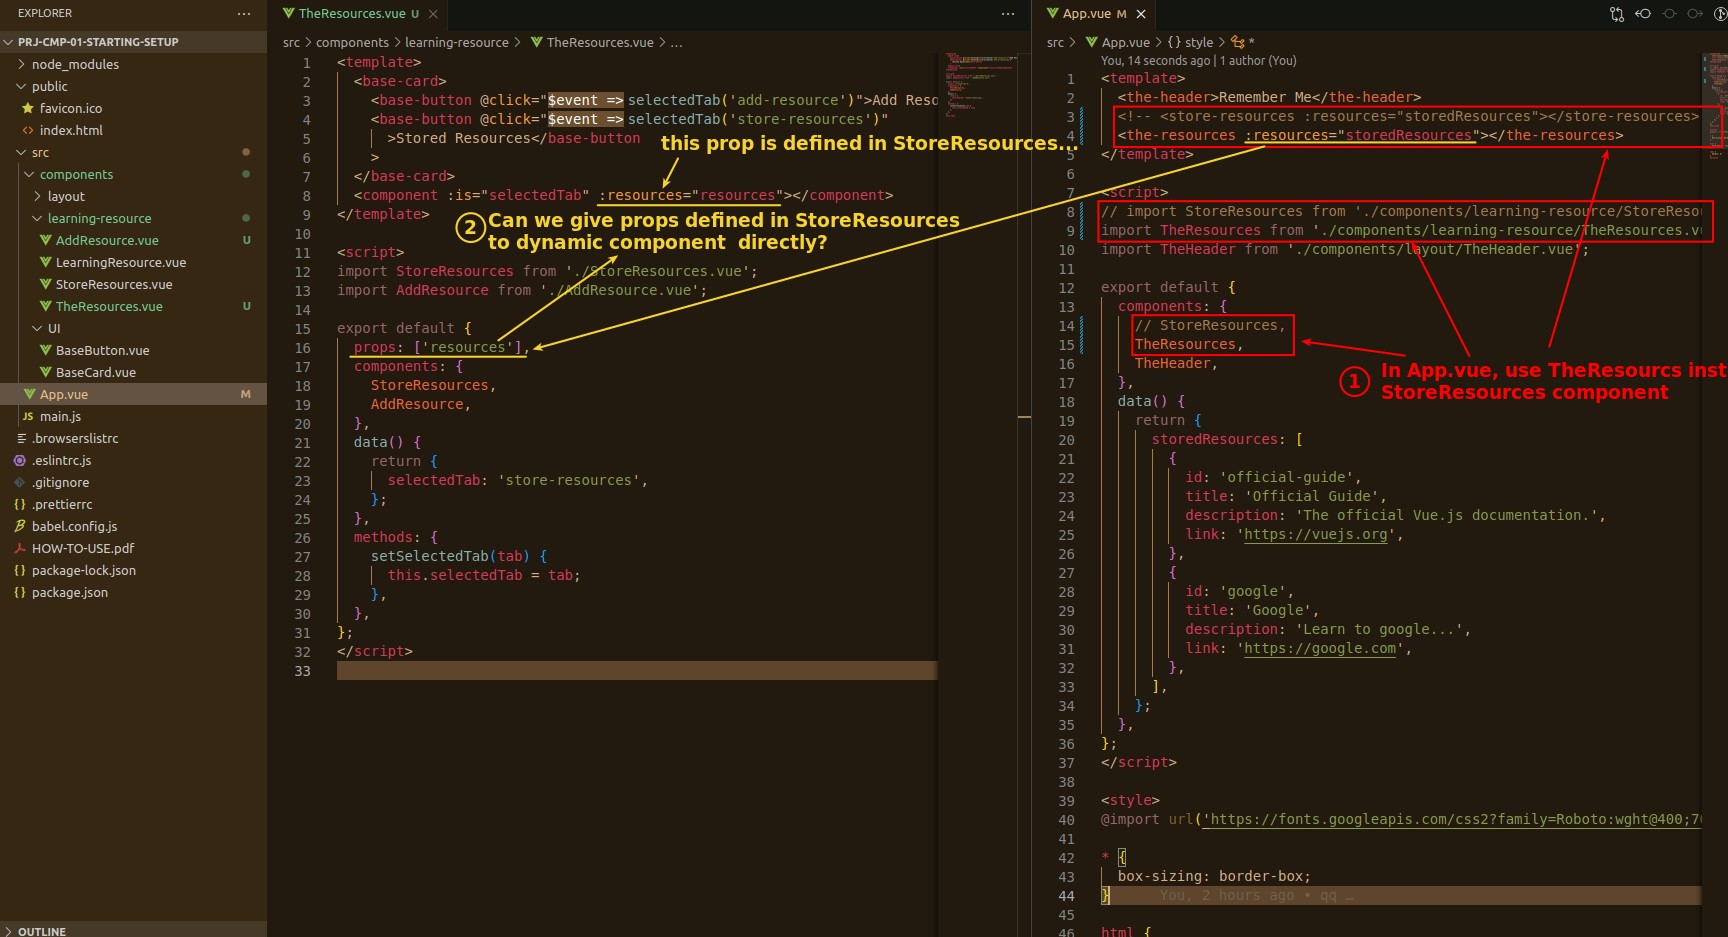 EXPLORER
PRJ-CMP-01-STARTING-SETUP
node_modules
public
favicon.ico
index.html
src
components
layout
learning-resource
AddResource.vue U
LearningResource.vue
StoreResources.vue
TheResources.vue U
UI
BaseButton.vue
BaseCard.vue
App.vue M
JS main.js
.browserslistrc
.eslintrc.js
.gitignore
.prettierrc
babel.config.js
HOW-TO-USE.pdf
package-lock.json
package.json
OUTLINE
TheResources.vue U
src > components > learning-resource > TheResources.vue > ...
1 <template>
2 <base-card>
3 <base-button @click="$event => selectedTab('add-resource')">Add Reso
4 <base-button @click="$event => selectedTab('store-resources')"
5 >Stored Resources</base-button
6 >
7 </base-card>
8 <component :is="selectedTab" :resources="resources"></component>
9 </template>
10
11 <script>
12 import StoreResources from './StoreResources.vue';
13 import AddResource from './AddResource.vue';
14
15 export default {
16 props: ['resources'],
17 components: {
18 StoreResources,
19 AddResource,
20 },
21 data() {
22 return {
23 selectedTab: 'store-resources',
24 };
25 },
26 methods: {
27 setSelectedTab(tab) {
28 this.selectedTab = tab;
29 },
30 },
31 };
32 </script>
33
this prop is defined in StoreResources...
2 Can we give props defined in StoreResources
to dynamic component directly?
App.vue M
src > App.vue > {} style > *
You, 14 seconds ago | 1 author (You)
1 <template>
2 <the-header>Remember Me</the-header>
3 <!-- <store-resources :resources="storedResources"></store-resources>
4 <the-resources :resources="storedResources"></the-resources>
5 </template>
6
7 <script>
8 // import StoreResources from './components/learning-resource/StoreResou
9 import TheResources from './components/learning-resource/TheResources.vu
10 import TheHeader from './components/layout/TheHeader.vue';
11
12 export default {
13 components: {
14 // StoreResources,
15 TheResources,
16 TheHeader,
17 },
18 data() {
19 return {
20 storedResources: [
21 {
22 id: 'official-guide',
23 title: 'Official Guide',
24 description: 'The official Vue.js documentation.',
25 link: 'https://vuejs.org',
26 },
27 {
28 id: 'google',
29 title: 'Google',
30 description: 'Learn to google...',
31 link: 'https://google.com',
32 },
33 ],
34 };
35 },
36 };
37 </script>
38
39 <style>
40 @import url('https://fonts.googleapis.com/css2?family=Roboto:wght@400;70
41
42 * {
43 box-sizing: border-box;
44 } You, 2 hours ago • qq …
45
46 html {
1 In App.vue, use TheResourcs inst
StoreResources component